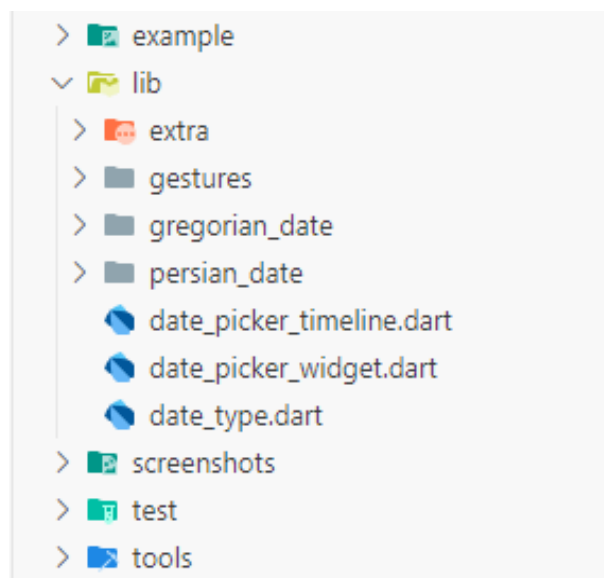 example
lib
extra
gestures
gregorian_date
persian_date
date_picker_timeline.dart
date_picker_widget.dart
date_type.dart
screenshots
test
tools